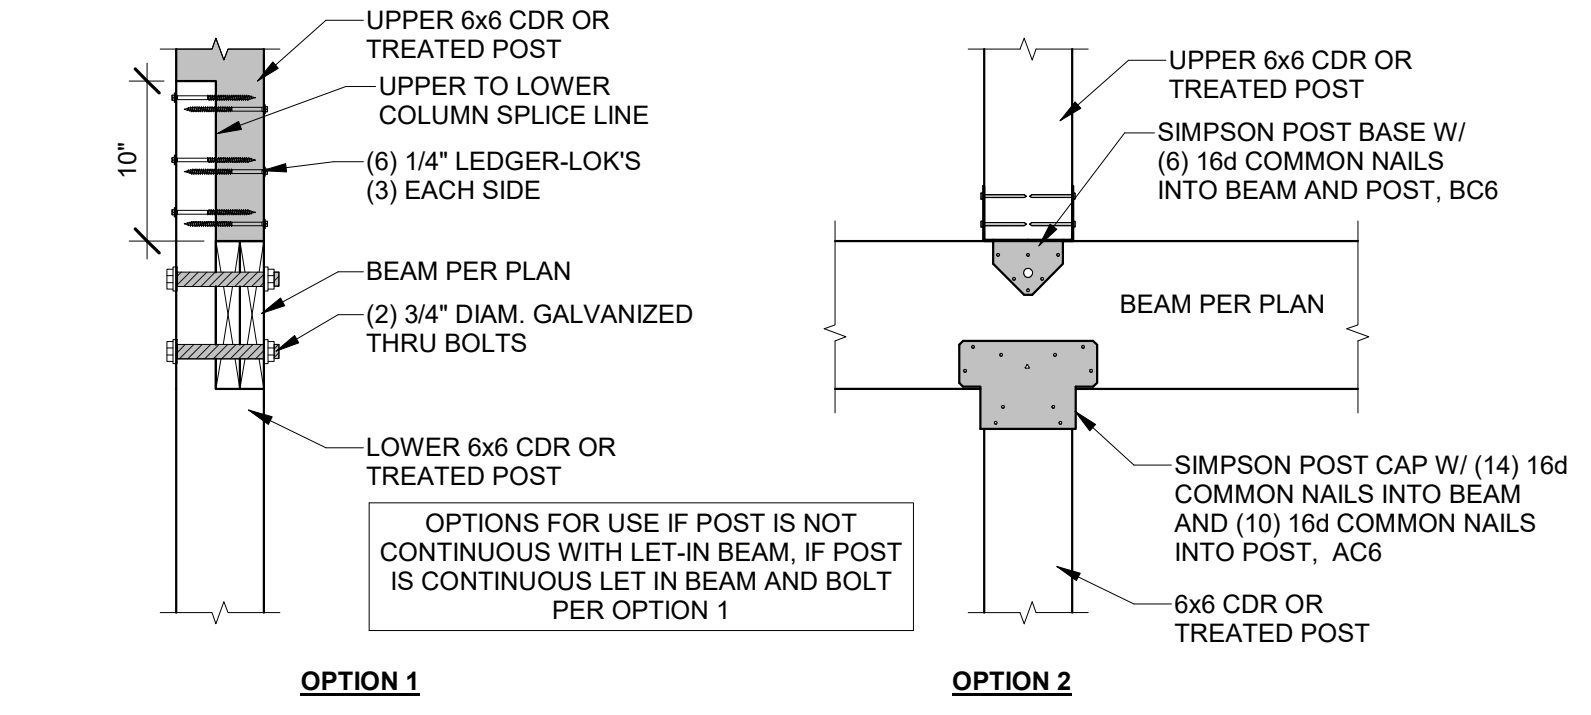 UPPER 6x6 CDR OR
TREATED POST
UPPER TO LOWER
COLUMN SPLICE LINE
10"
(6) 1/4" LEDGER-LOK'S
(3) EACH SIDE
BEAM PER PLAN
(2) 3/4" DIAM. GALVANIZED
THRU BOLTS
LOWER 6x6 CDR OR
TREATED POST
OPTIONS FOR USE IF POST IS NOT
CONTINUOUS WITH LET-IN BEAM, IF POST
IS CONTINUOUS LET IN BEAM AND BOLT
PER OPTION 1
OPTION 1
UPPER 6x6 CDR OR
TREATED POST
SIMPSON POST BASE W/
(6) 16d COMMON NAILS
INTO BEAM AND POST, BC6
BEAM PER PLAN
SIMPSON POST CAP W/ (14) 16d
COMMON NAILS INTO BEAM
AND (10) 16d COMMON NAILS
INTO POST, AC6
6x6 CDR OR
TREATED POST
OPTION 2